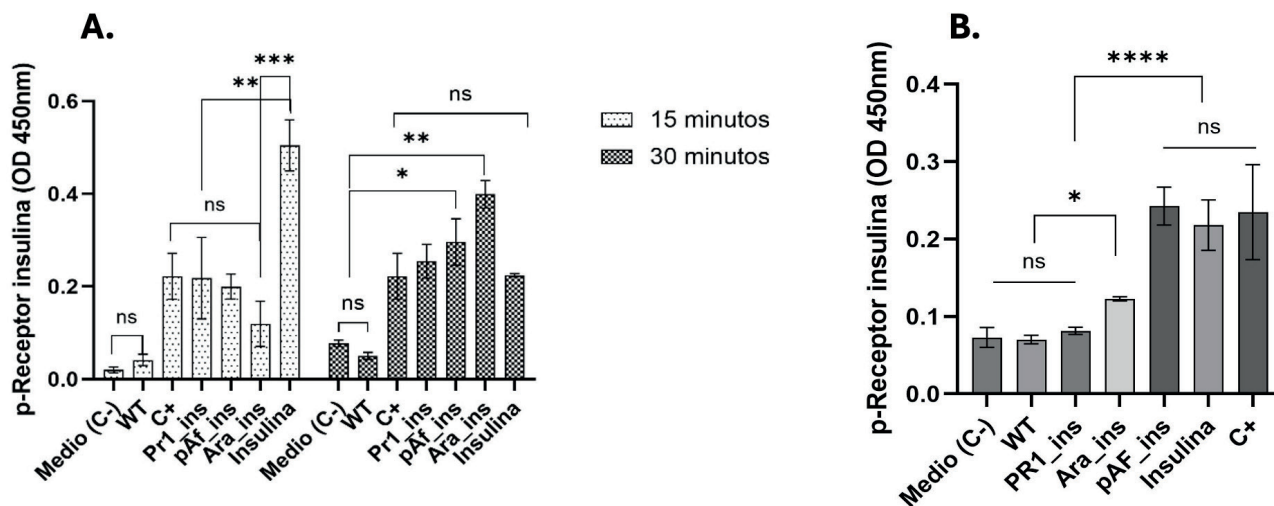 A.
p-Receptor insulina (OD 450nm)
0.6
0.4
0.2
0.0
ns
ns
**
***
ns
*
**
ns
Medio (C-)
WT
C+
Pr1_ins
pAf_ins
Ara_ins
Insulina
Medio (C-)
WT
C+
Pr1_ins
pAf_ins
Ara_ins
Insulina
15 minutos
30 minutos
B.
p-Receptor insulina (OD 450nm)
0.4
0.3
0.2
0.1
0.0
ns
*
****
ns
Medio (C-)
WT
PR1_ins
Ara_ins
pAF_ins
Insulina
C+